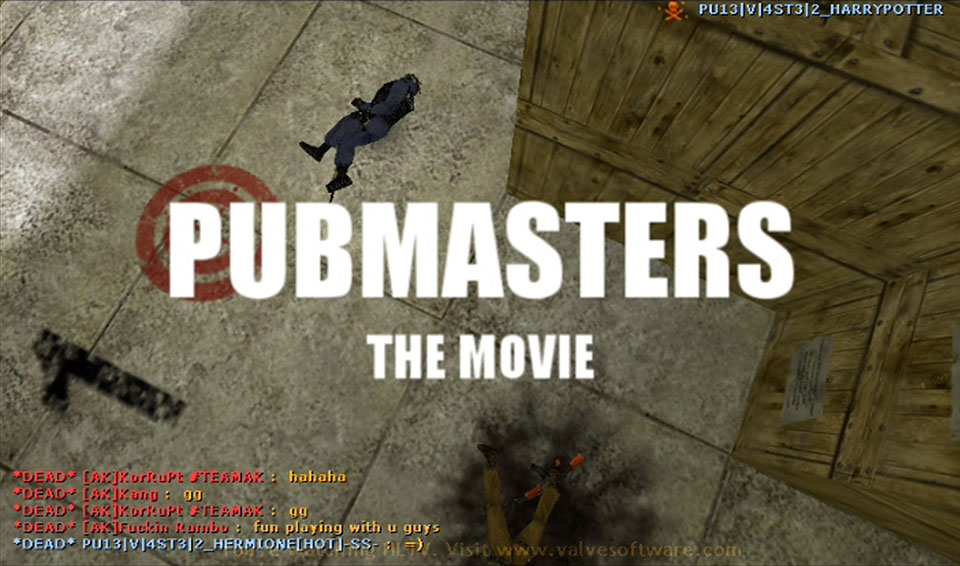 PU13|V|4ST3|2_HARRYPOTTER
PUBMASTERS
THE MOVIE
*DEAD* [AK]KorRuPt #TEAMAK : hahaha
*DEAD* [AK]Kang : gg
*DEAD* [AK]KorRuPt #TEAMAK : gg
*DEAD* [AK]Fuckin Rambo : fun playing with u guys
*DEAD* PU13|V|4ST3|2_HERMIONE[HOT]-SS- : =)
HLTV. Visit www.valvesoftware.com